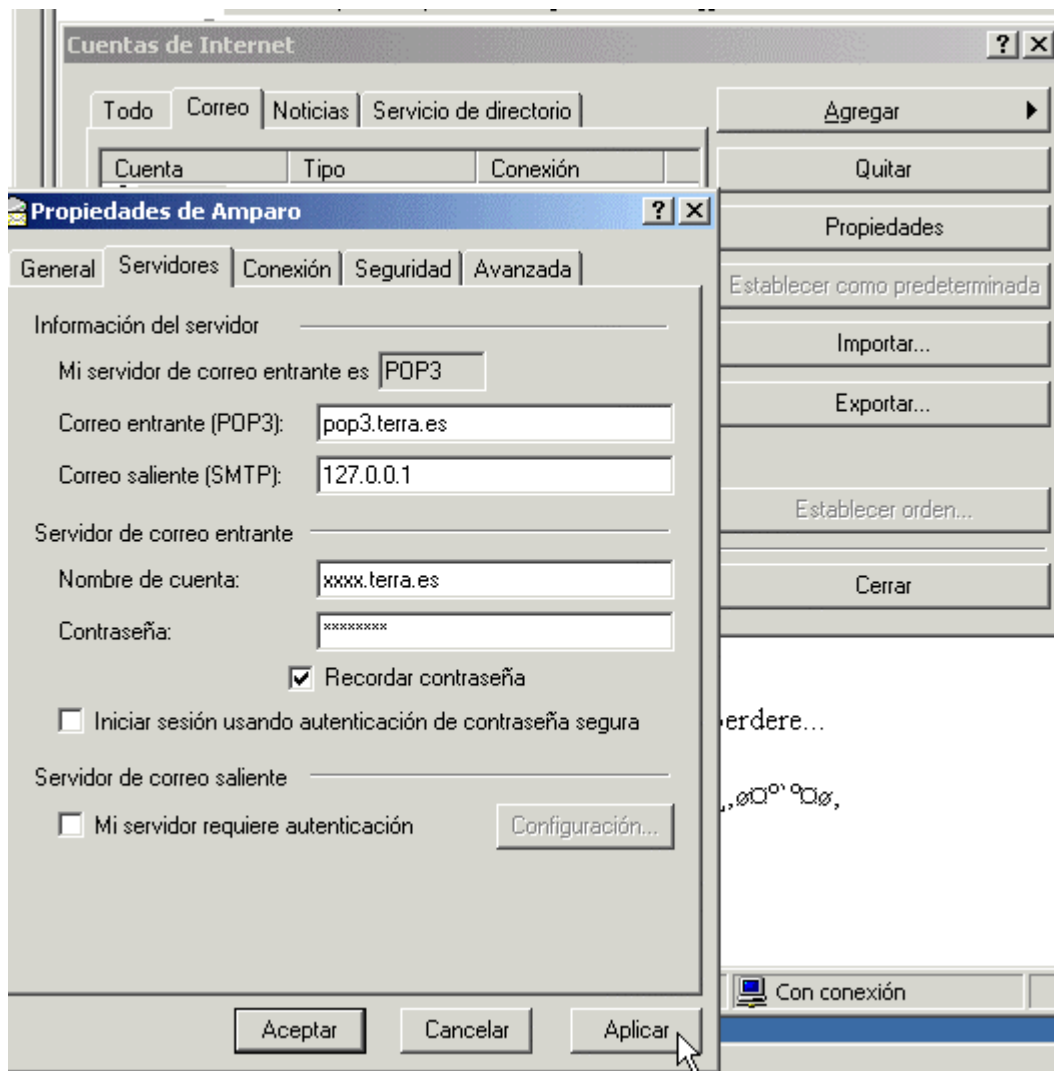 Cuentas de Internet
Todo Correo Noticias Servicio de directorio
Agregar
Cuenta Tipo Conexión
Quitar
Propiedades de Amparo
Propiedades
General Servidores Conexión Seguridad Avanzada
Establecer como predeterminada
Información del servidor
Importar...
Mi servidor de correo entrante es POP3
Exportar...
Correo entrante (POP3): pop3.terra.es
Correo saliente (SMTP): 127.0.0.1
Establecer orden...
Servidor de correo entrante
Nombre de cuenta: xxxx.terra.es
Cerrar
Contraseña: ********
Recordar contraseña
Iniciar sesión usando autenticación de contraseña segura
erdere...
Servidor de correo saliente
Mi servidor requiere autenticación Configuración...
Con conexión
Aceptar Cancelar Aplicar